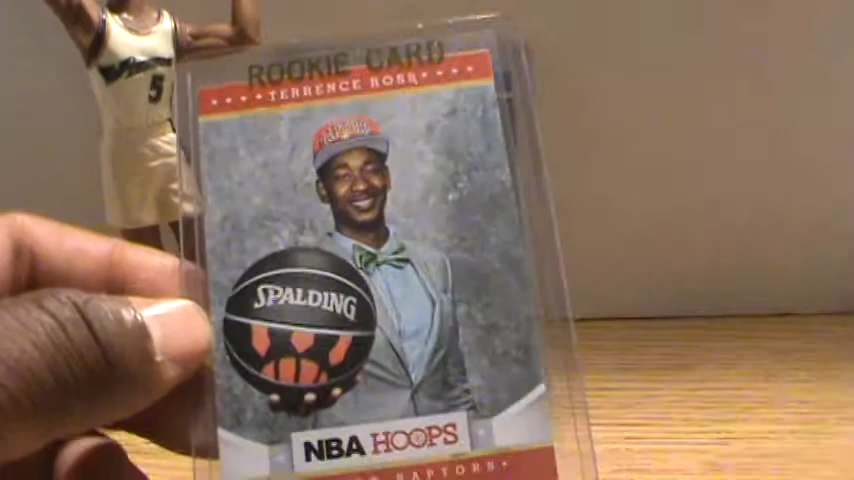 ROOKIE CARD
TERRENCE ROSS
5
SPALDING
NBA HOOPS
RAPTORS